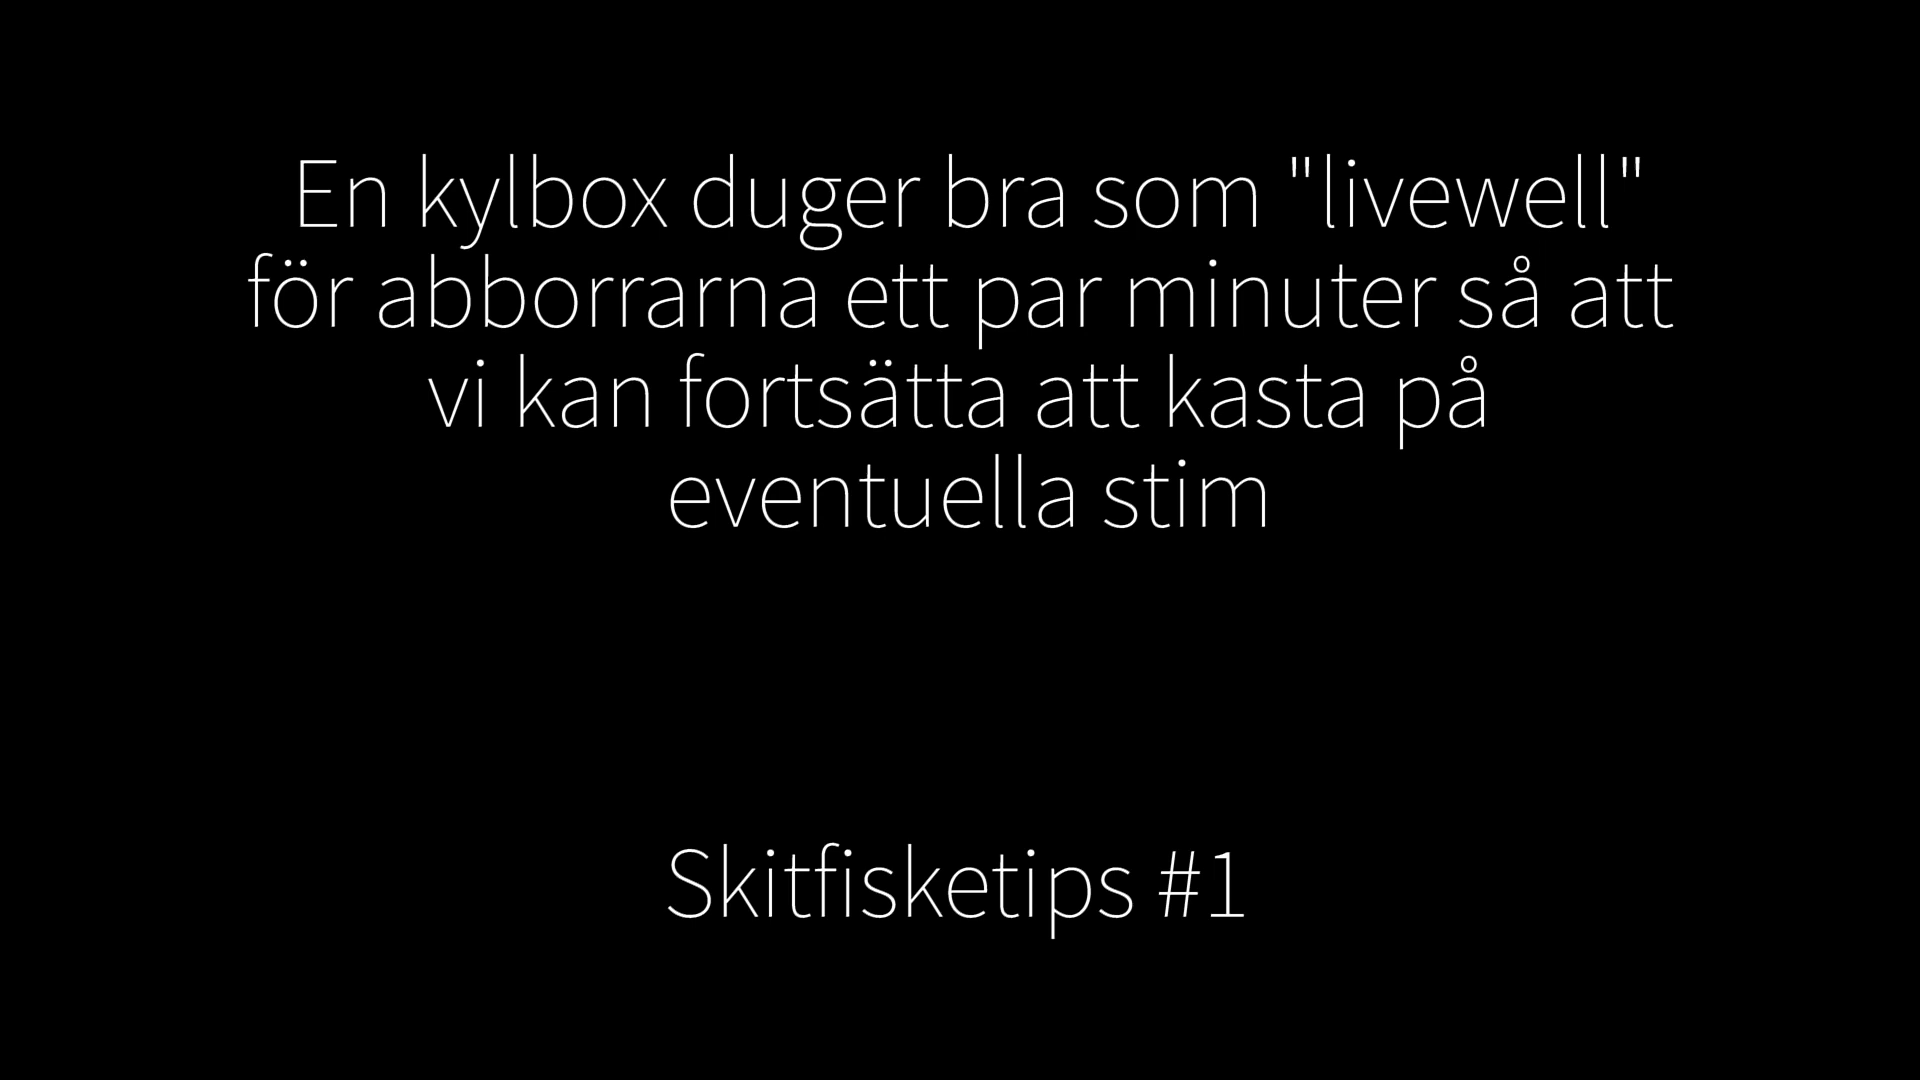 En kylbox duger bra som "livewell"
för abborrarna ett par minuter så att
vi kan fortsätta att kasta på
eventuella stim
Skitfisketips #1